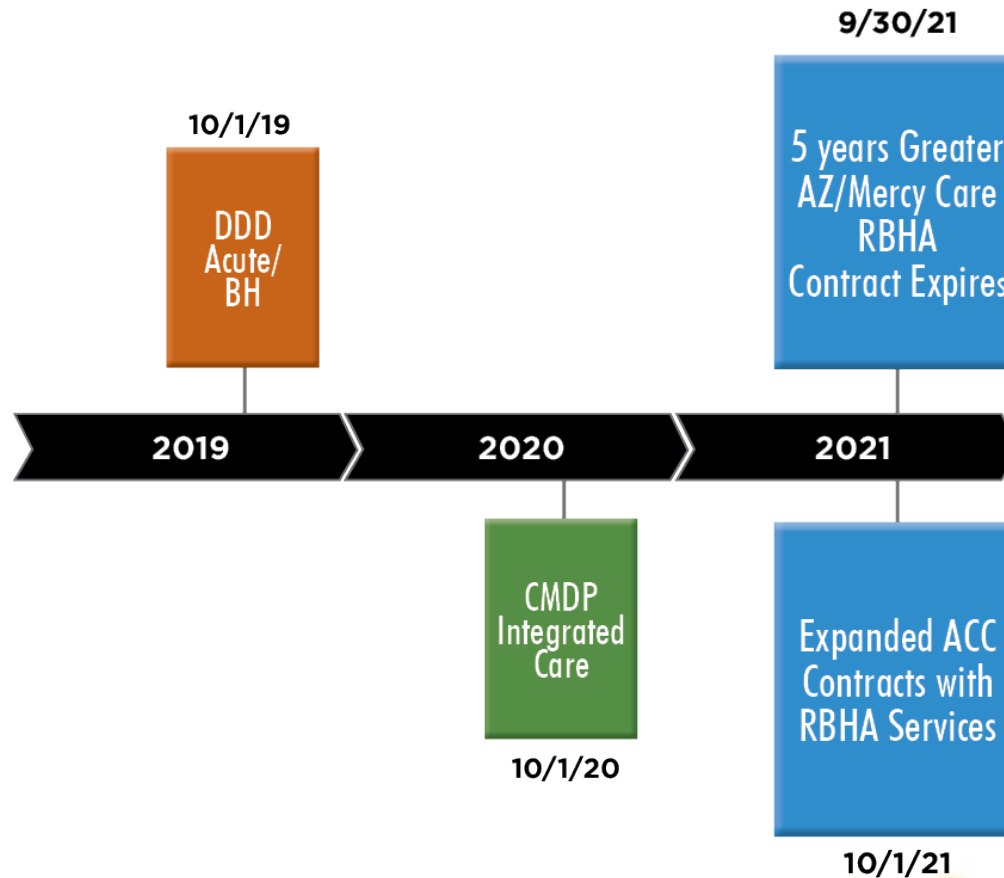 9/30/21
10/1/19
5 years Greater
AZ/Mercy Care
RBHA
Contract Expires
DDD
Acute/
BH
2019
2020
2021
CMDP
Integrated
Care
Expanded ACC
Contracts with
RBHA Services
10/1/20
10/1/21